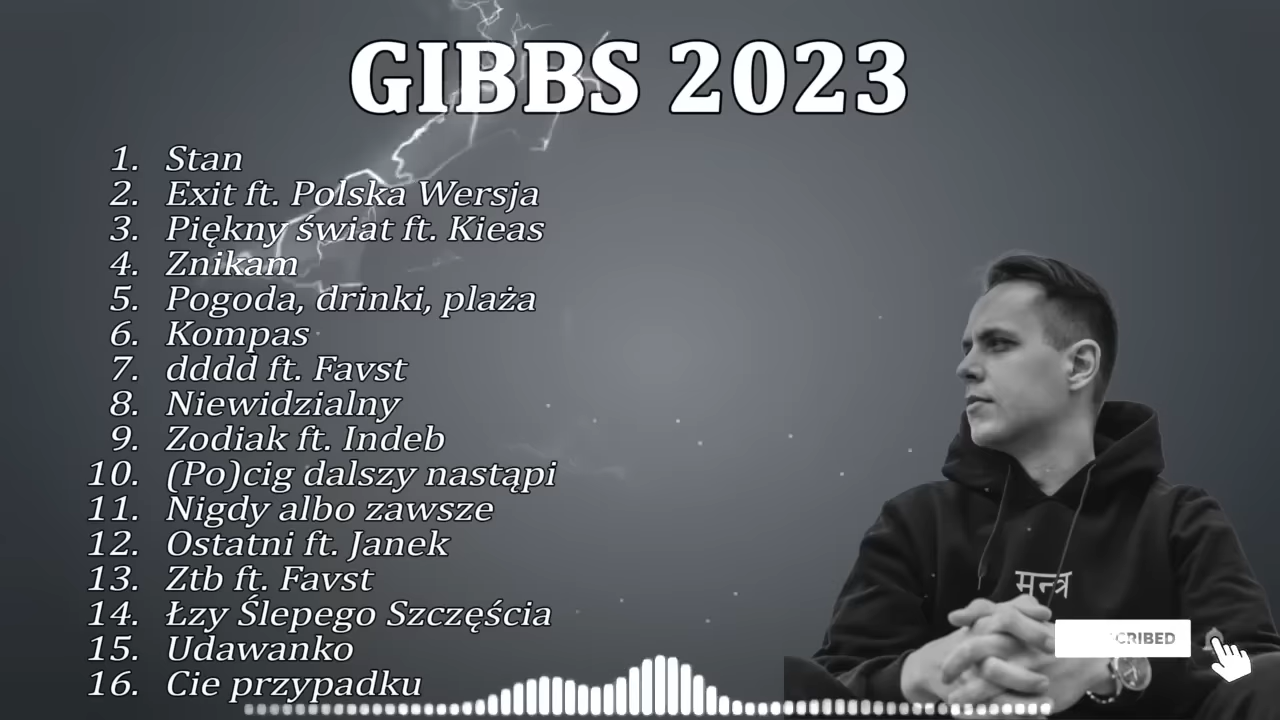 GIBBS 2023
1. Stan
2. Exit ft. Polska Wersja
3. Piękny świat ft. Kieas
4. Znikam
5. Pogoda, drinki, plaża
6. Kompas
7. dddd ft. Favst
8. Niewidzialny
9. Zodiak ft. Indeb
10. (Po)cig dalszy nastąpi
11. Nigdy albo zawsze
12. Ostatni ft. Janek
13. Ztb ft. Favst
14. Łzy Ślepego Szczęścia
15. Udawanko
16. Cie przypadku
मन्त्र